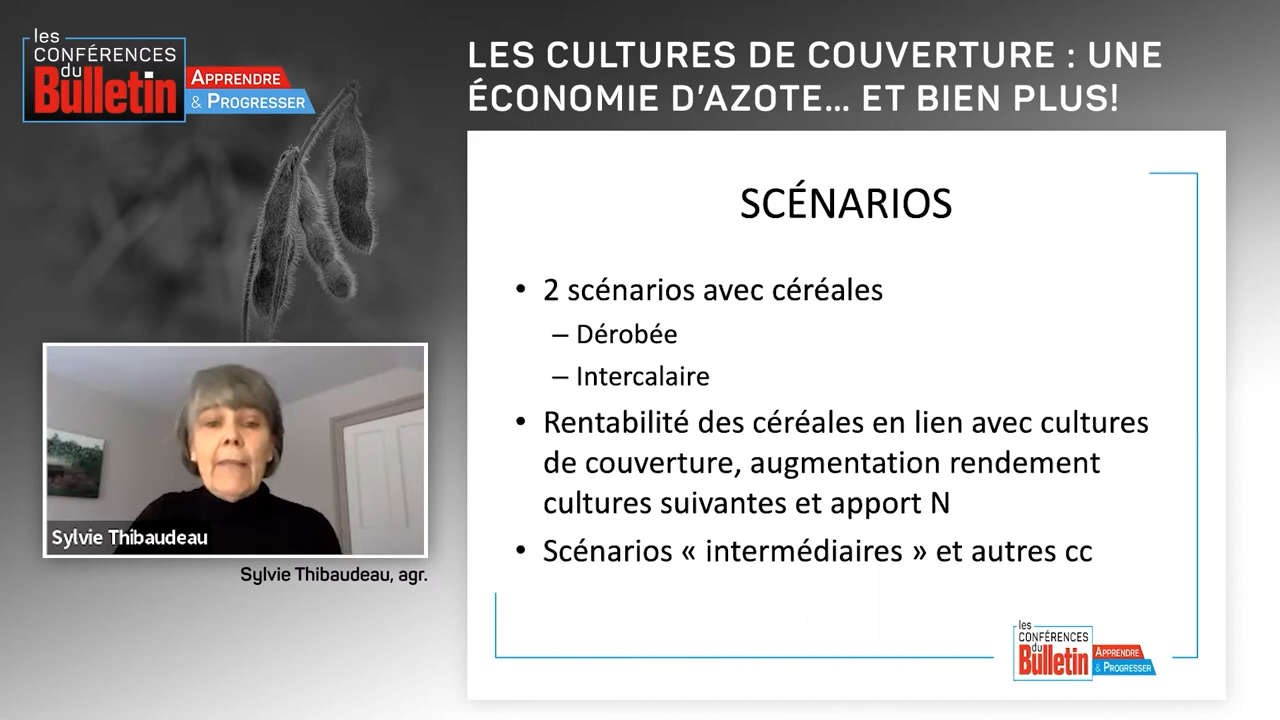 les
CONFÉRENCES
du
Bulletin
APPRENDRE
& PROGRESSER
LES CULTURES DE COUVERTURE : UNE
ÉCONOMIE D'AZOTE... ET BIEN PLUS!
SCÉNARIOS
• 2 scénarios avec céréales
– Dérobée
– Intercalaire
• Rentabilité des céréales en lien avec cultures
de couverture, augmentation rendement
cultures suivantes et apport N
• Scénarios « intermédiaires » et autres cc
Sylvie Thibaudeau
Sylvie Thibaudeau, agr.
les
CONFÉRENCES
du
Bulletin
APPRENDRE
& PROGRESSER